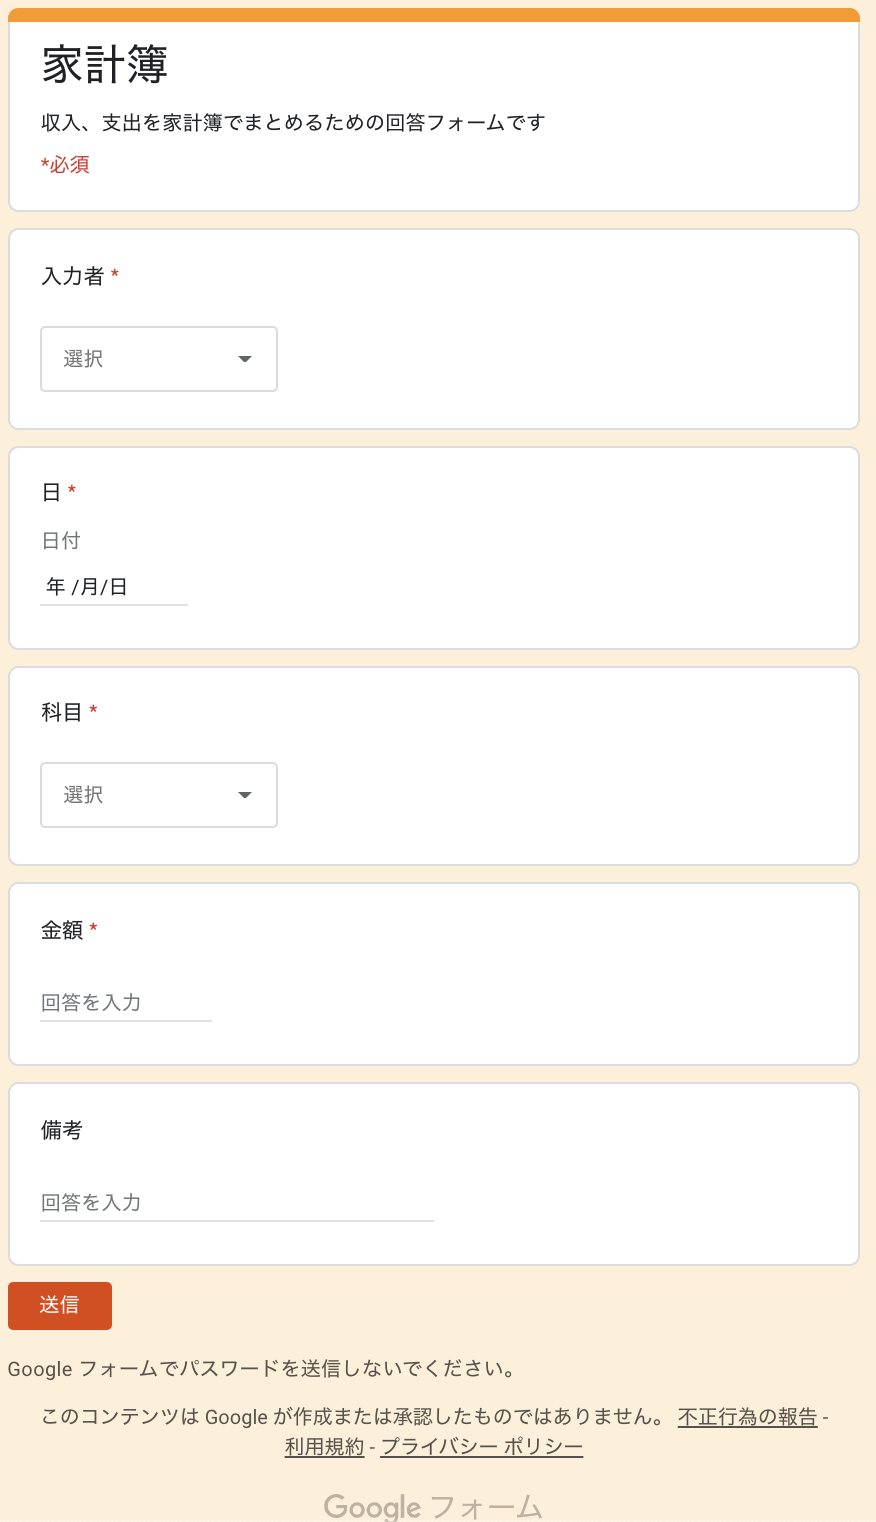 家計簿
収入、支出を家計簿でまとめるための回答フォームです
*必須
入力者 *
選択
日 *
日付
年 /月/日
科目 *
選択
金額 *
回答を入力
備考
回答を入力
送信
Google フォームでパスワードを送信しないでください。
このコンテンツは Google が作成または承認したものではありません。 不正行為の報告 -
利用規約 - プライバシー ポリシー
Google フォーム